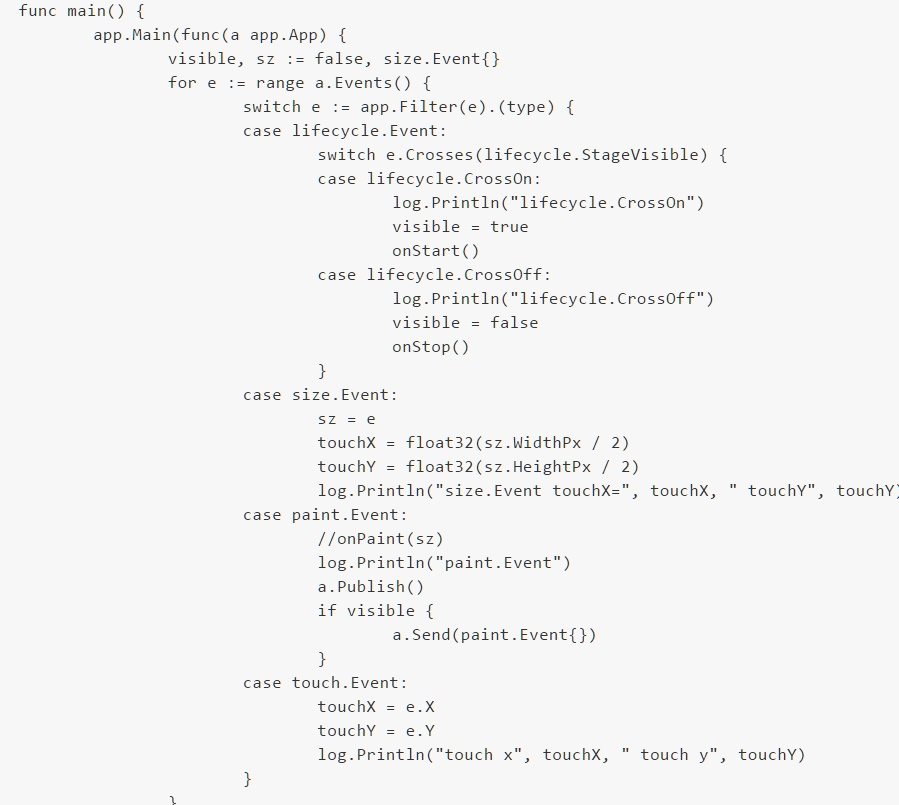 func main() {
        app.Main(func(a app.App) {
                visible, sz := false, size.Event{}
                for e := range a.Events() {
                        switch e := app.Filter(e).(type) {
                        case lifecycle.Event:
                                switch e.Crosses(lifecycle.StageVisible) {
                                case lifecycle.CrossOn:
                                        log.Println("lifecycle.CrossOn")
                                        visible = true
                                        onStart()
                                case lifecycle.CrossOff:
                                        log.Println("lifecycle.CrossOff")
                                        visible = false
                                        onStop()
                                }
                        case size.Event:
                                sz = e
                                touchX = float32(sz.WidthPx / 2)
                                touchY = float32(sz.HeightPx / 2)
                                log.Println("size.Event touchX=", touchX, " touchY", touchY)
                        case paint.Event:
                                //onPaint(sz)
                                log.Println("paint.Event")
                                a.Publish()
                                if visible {
                                        a.Send(paint.Event{})
                                }
                        case touch.Event:
                                touchX = e.X
                                touchY = e.Y
                                log.Println("touch x", touchX, " touch y", touchY)
                        }
                }